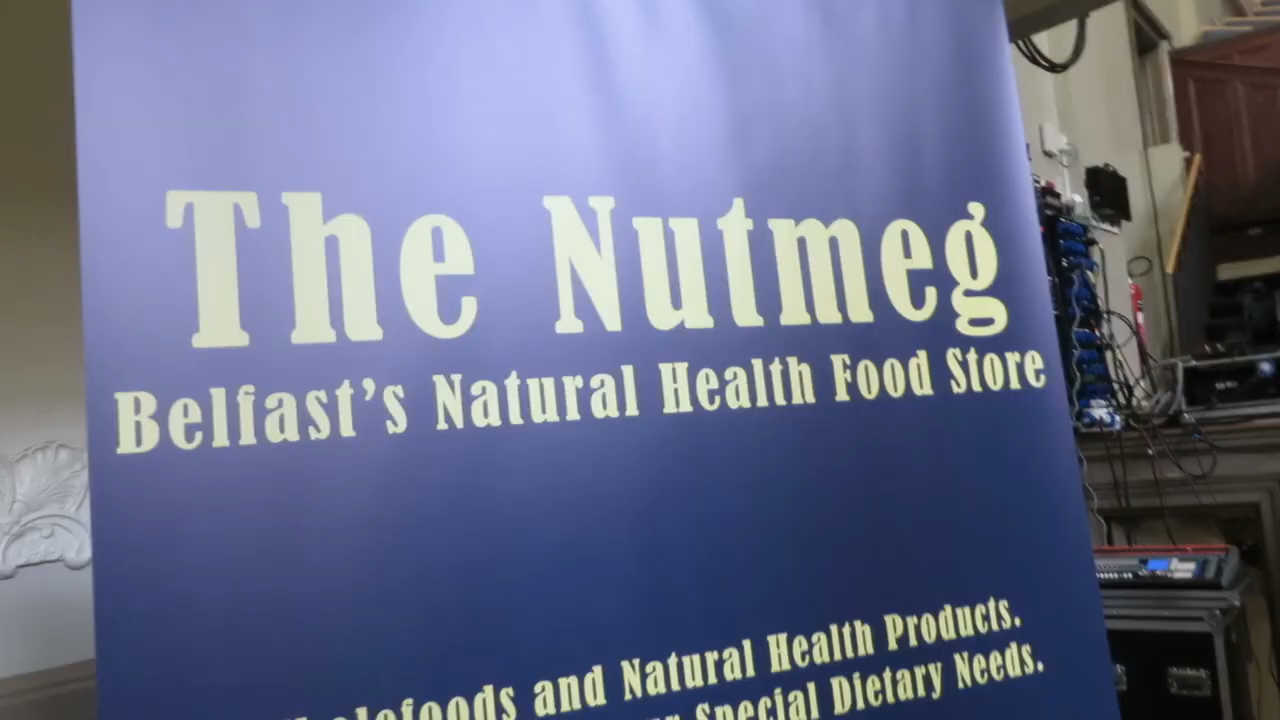 The Nutmeg
Belfast's Natural Health Food Store
and Natural Health Products.
Special Dietary Needs.